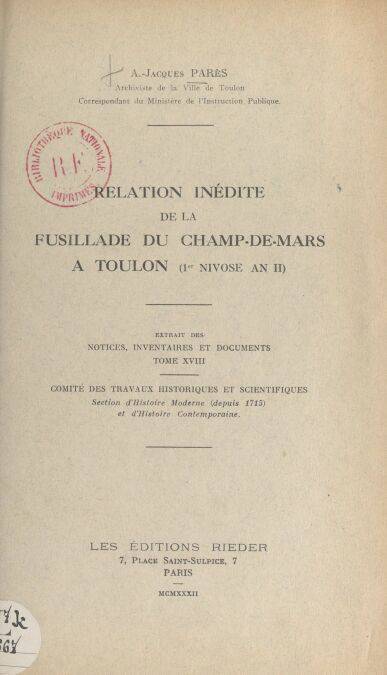 A.-Jacques PARÈS
Archiviste de la Ville de Toulon
Correspondant du Ministère de l'Instruction Publique.
BIBLIOTHÈQUE NATIONALE
R.F.
IMPRIMÉS
RELATION INÉDITE
DE LA
FUSILLADE DU CHAMP-DE-MARS
A TOULON (1er NIVOSE AN II)
EXTRAIT DES
NOTICES, INVENTAIRES ET DOCUMENTS
TOME XVIII
COMITÉ DES TRAVAUX HISTORIQUES ET SCIENTIFIQUES
Section d'Histoire Moderne (depuis 1715)
et d'Histoire Contemporaine.
LES ÉDITIONS RIEDER
7, Place Saint-Sulpice, 7
PARIS
MCMXXXII